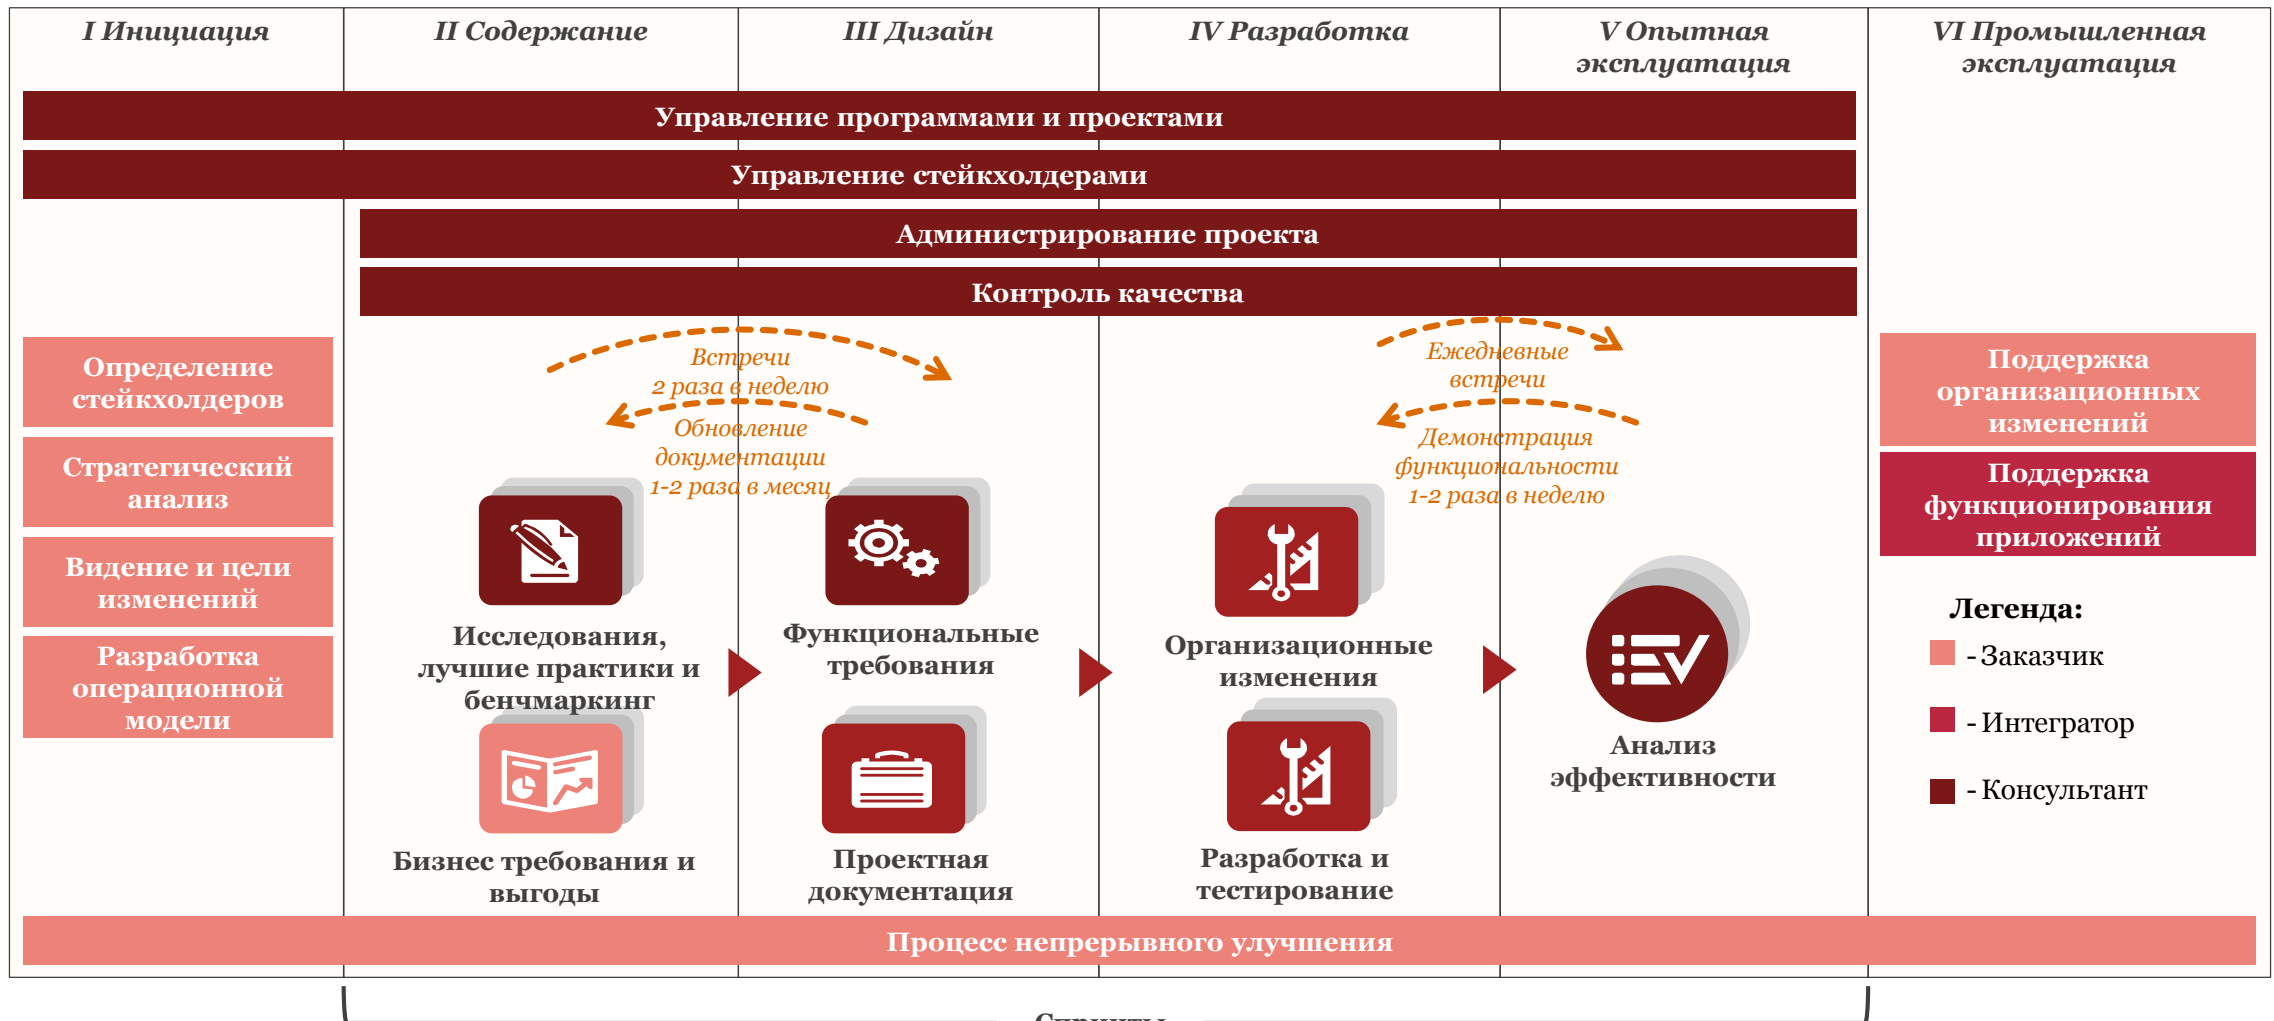 I Инициация
II Содержание
III Дизайн
IV Разработка
V Опытная
эксплуатация
VI Промышленная
эксплуатация
Управление программами и проектами
Управление стейкхолдерами
Администрирование проекта
Контроль качества
Определение
стейкхолдеров
Стратегический
анализ
Видение и цели
изменений
Разработка
операционной
модели
Встречи
2 раза в неделю
Обновление
документации
1-2 раза в месяц
Исследования,
лучшие практики и
бенчмаркинг
Бизнес требования и
выгоды
Функциональные
требования
Проектная
документация
Ежедневные
встречи
Демонстрация
функциональности
1-2 раза в неделю
Организационные
изменения
Разработка и
тестирование
Анализ
эффективности
Поддержка
организационных
изменений
Поддержка
функционирования
приложений
Легенда:
- Заказчик
- Интегратор
- Консультант
Процесс непрерывного улучшения